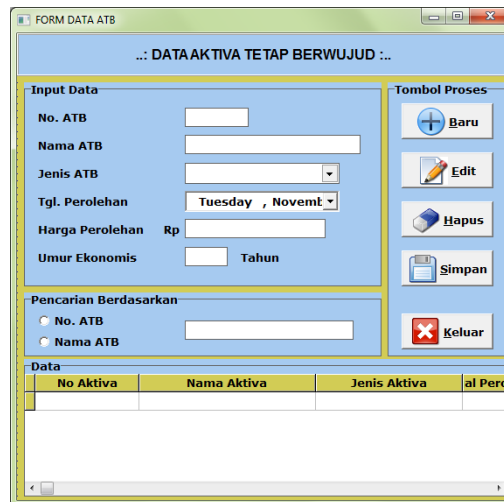 FORM DATA ATB
..: DATA AKTIVA TETAP BERWUJUD :..
Input Data
No. ATB
Nama ATB
Jenis ATB
Tgl. Perolehan Tuesday , Novemb
Harga Perolehan Rp
Umur Ekonomis Tahun
Tombol Proses
Baru
Edit
Hapus
Simpan
Keluar
Pencarian Berdasarkan
No. ATB
Nama ATB
Data
No Aktiva Nama Aktiva Jenis Aktiva al Perc